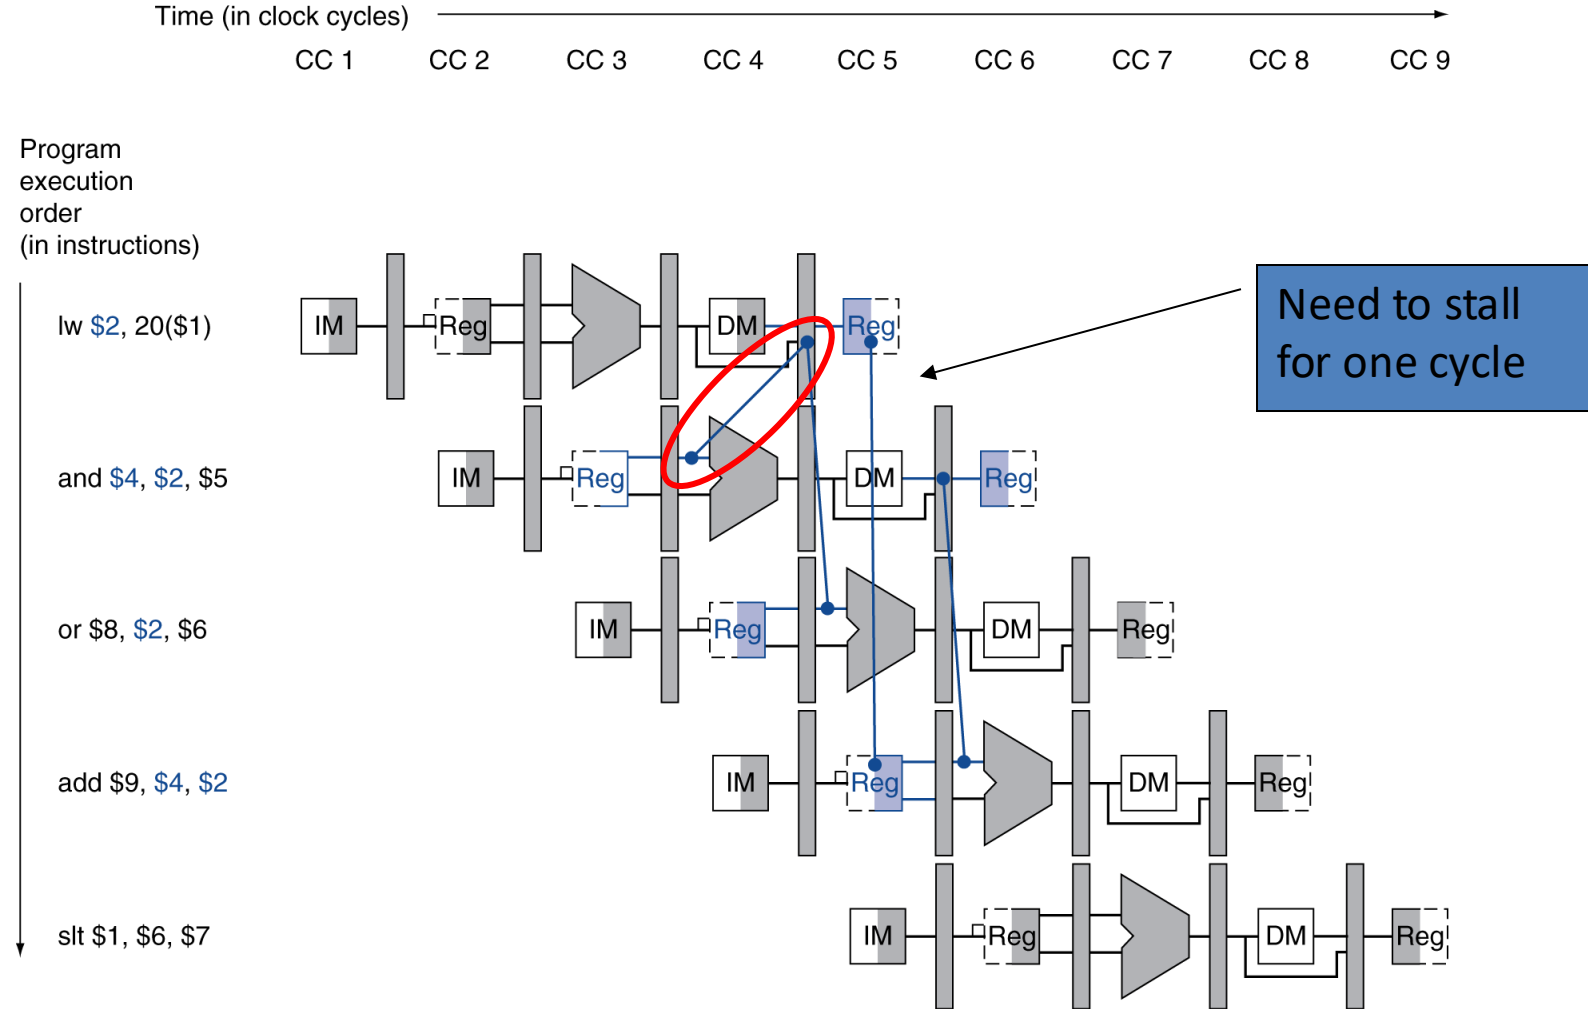 Time (in clock cycles)
CC 1 CC 2 CC 3 CC 4 CC 5 CC 6 CC 7 CC 8 CC 9
Program
execution
order
(in instructions)
Need to stall
for one cycle
lw $2, 20($1) IM Reg DM Reg
and $4, $2, $5 IM Reg DM Reg
or $8, $2, $6 IM Reg DM Reg
add $9, $4, $2 IM Reg DM Reg
slt $1, $6, $7 IM Reg DM Reg